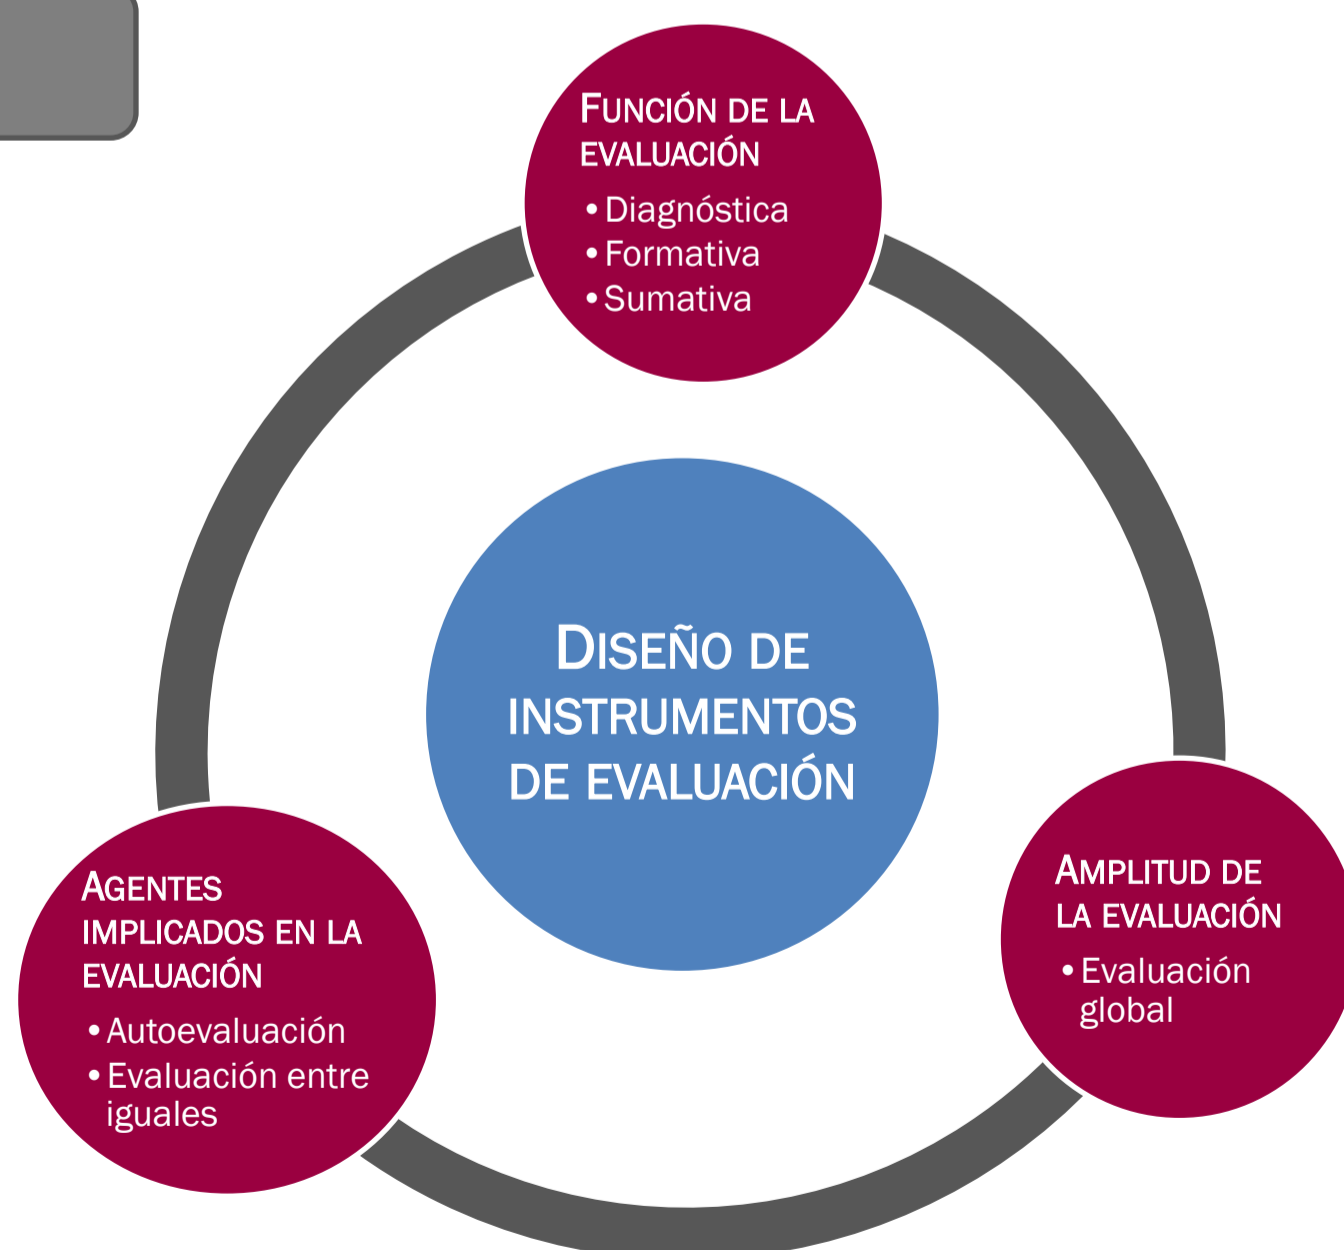 FUNCIÓN DE LA
EVALUACIÓN
•Diagnóstica
•Formativa
•Sumativa
DISEÑO DE
INSTRUMENTOS
DE EVALUACIÓN
AGENTES
IMPLICADOS EN LA
EVALUACIÓN
•Autoevaluación
•Evaluación entre
iguales
AMPLITUD DE
LA EVALUACIÓN
•Evaluación
global